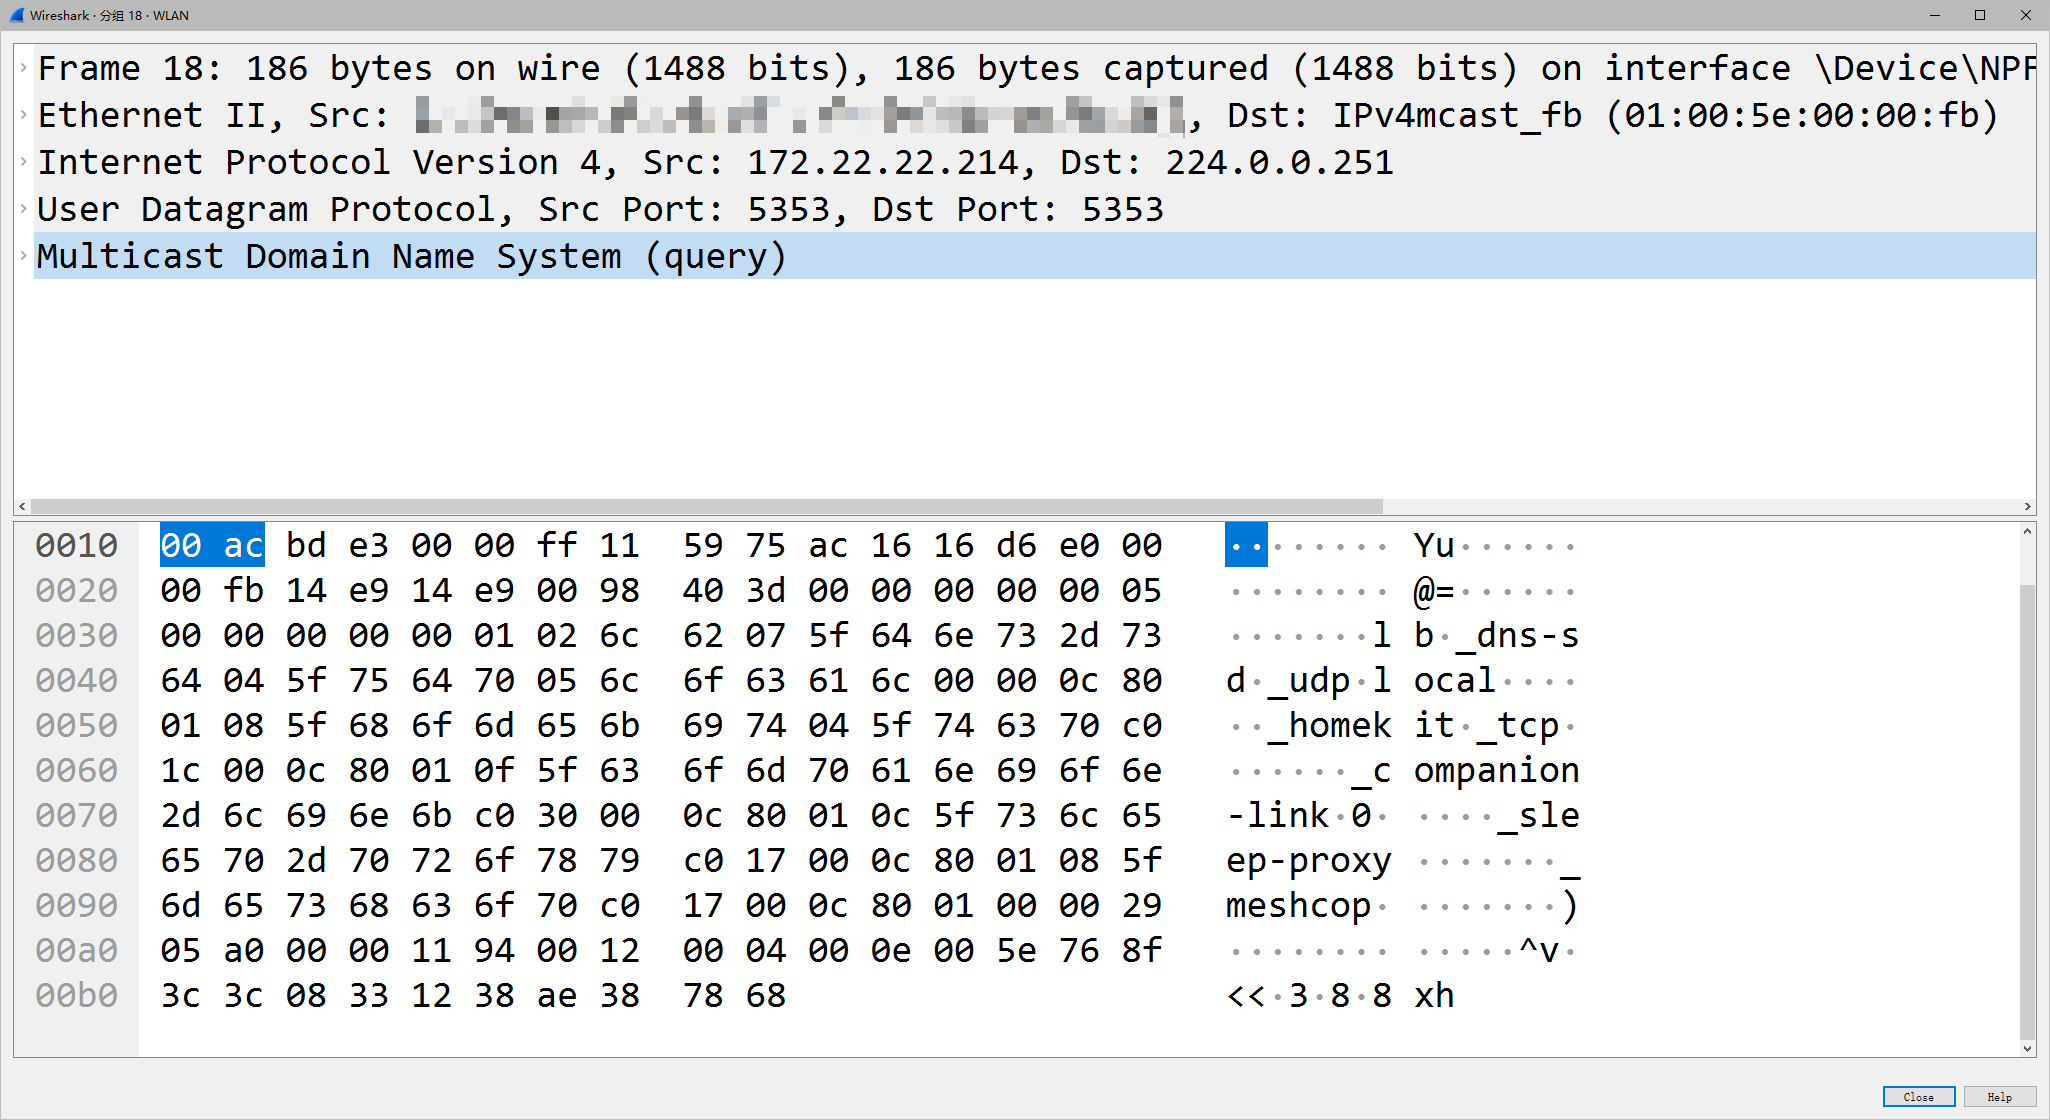 Wireshark · 分组 18 · WLAN
Frame 18: 186 bytes on wire (1488 bits), 186 bytes captured (1488 bits) on interface \Device\NPF
Ethernet II, Src: , Dst: IPv4mcast_fb (01:00:5e:00:00:fb)
Internet Protocol Version 4, Src: 172.22.22.214, Dst: 224.0.0.251
User Datagram Protocol, Src Port: 5353, Dst Port: 5353
Multicast Domain Name System (query)
0010 00 ac bd e3 00 00 ff 11 59 75 ac 16 16 d6 e0 00 ········ Yu······
0020 00 fb 14 e9 14 e9 00 98 40 3d 00 00 00 00 00 05 ········ @=······
0030 00 00 00 00 00 01 02 6c 62 07 5f 64 6e 73 2d 73 ·······l b·_dns-s
0040 64 04 5f 75 64 70 05 6c 6f 63 61 6c 00 00 0c 80 d·_udp·l ocal····
0050 01 08 5f 68 6f 6d 65 6b 69 74 04 5f 74 63 70 c0 ··_homek it·_tcp·
0060 1c 00 0c 80 01 0f 5f 63 6f 6d 70 61 6e 69 6f 6e ······_c ompanion
0070 2d 6c 69 6e 6b c0 30 00 0c 80 01 0c 5f 73 6c 65 -link·0· ····_sle
0080 65 70 2d 70 72 6f 78 79 c0 17 00 0c 80 01 08 5f ep-proxy ·······_
0090 6d 65 73 68 63 6f 70 c0 17 00 0c 80 01 00 00 29 meshcop· ·······)
00a0 05 a0 00 00 11 94 00 12 00 04 00 0e 00 5e 76 8f ········ ·····^v·
00b0 3c 3c 08 33 12 38 ae 38 78 68 <<·3·8·8 xh
Close Help